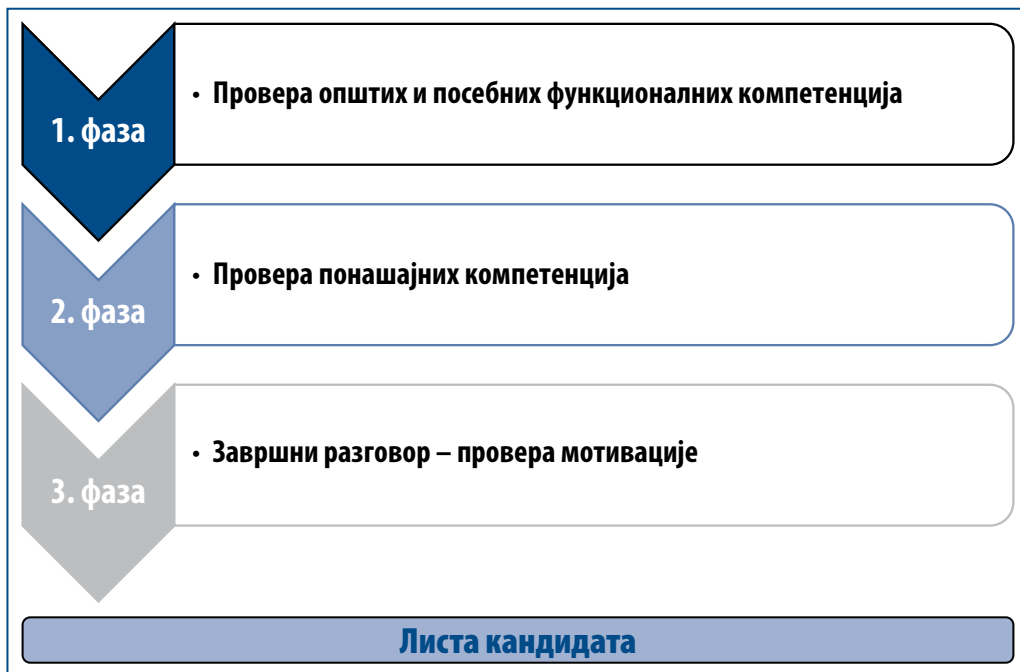 1. фаза
• Провера општих и посебних функционалних компетенција
2. фаза
• Провера понашајних компетенција
3. фаза
• Завршни разговор – провера мотивације
Листа кандидата